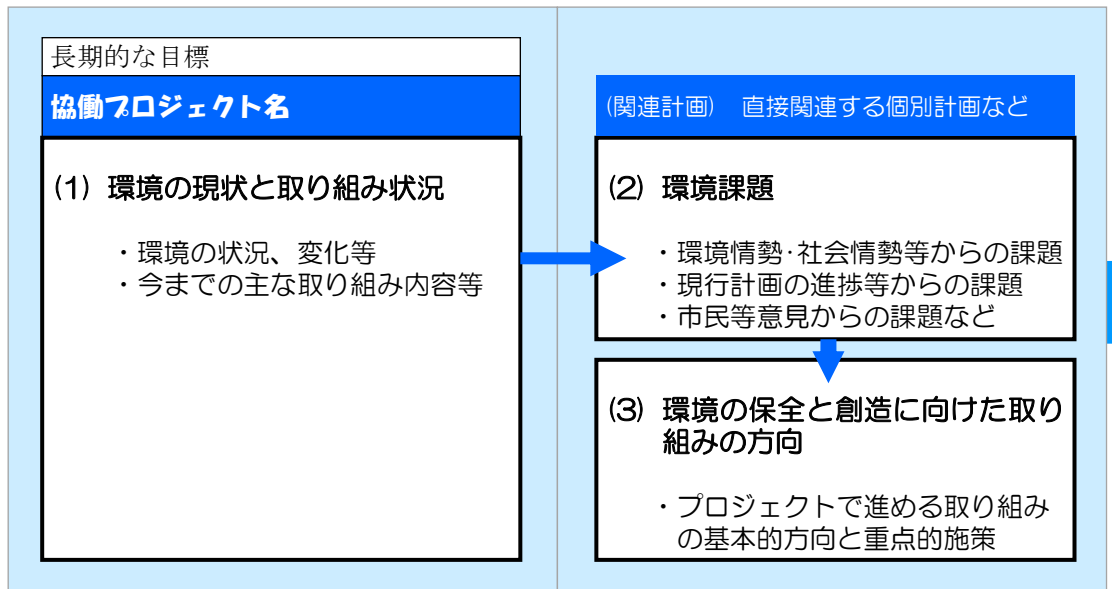 長期的な目標
協働プロジェクト名
(1) 環境の現状と取り組み状況
・環境の状況、変化等
・今までの主な取り組み内容等
(関連計画) 直接関連する個別計画など
(2) 環境課題
・環境情勢･社会情勢等からの課題
・現行計画の進捗等からの課題
・市民等意見からの課題など
(3) 環境の保全と創造に向けた取り
組みの方向
・プロジェクトで進める取り組み
の基本的方向と重点的施策